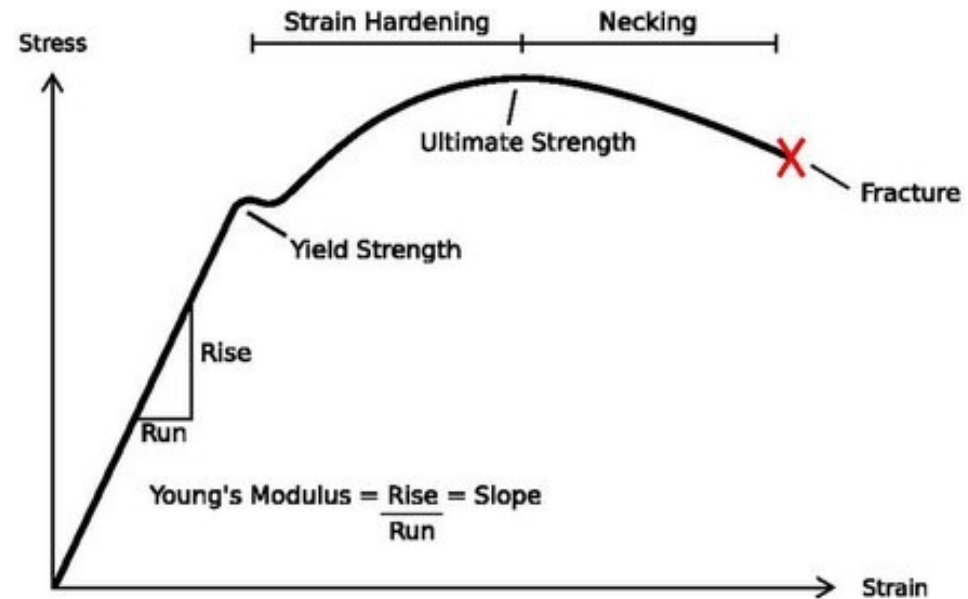 Strain Hardening
Necking
Stress
Ultimate Strength
Fracture
Yield Strength
Rise
Run
Young's Modulus = Rise = Slope
Run
Strain